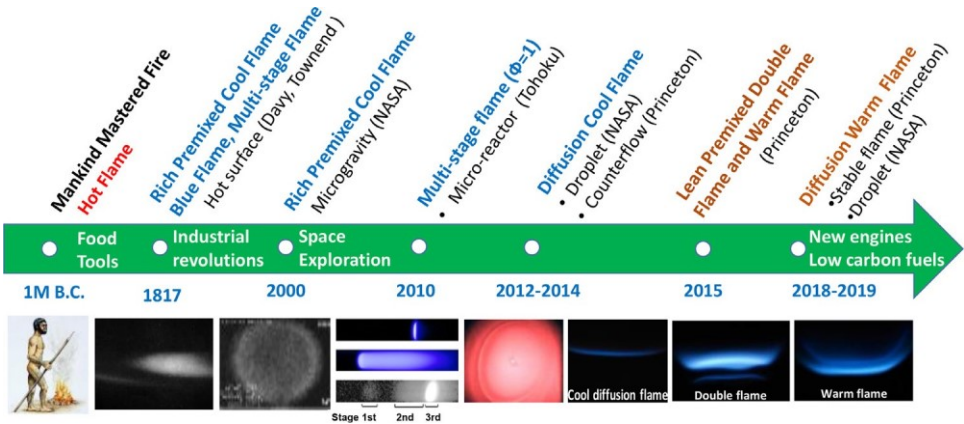 Mankind Mastered Fire
Hot Flame
Rich Premixed Cool Flame
Blue Flame, Multi-stage Flame
Hot surface (Davy, Townend )
Rich Premixed Cool Flame
Microgravity (NASA)
Multi-stage flame (Φ=1)
• Micro-reactor (Tohoku)
Diffusion Cool Flame
• Droplet (NASA)
• Counterflow (Princeton)
Lean Premixed Double
Flame and Warm Flame
(Princeton)
Diffusion Warm Flame
•Stable flame (Princeton)
•Droplet (NASA)
Food
Tools
Industrial
revolutions
Space
Exploration
New engines
Low carbon fuels
1M B.C.
1817
2000
2010
2012-2014
2015
2018-2019
Stage 1st 2nd 3rd
Cool diffusion flame
Double flame
Warm flame